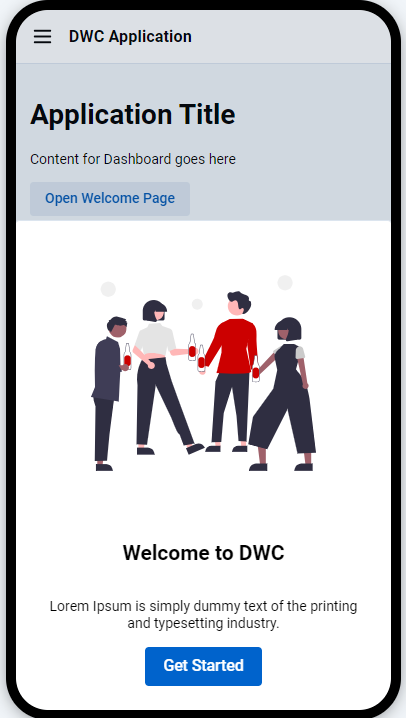 DWC Application
Application Title
Content for Dashboard goes here
Open Welcome Page
Welcome to DWC
Lorem Ipsum is simply dummy text of the printing
and typesetting industry.
Get Started